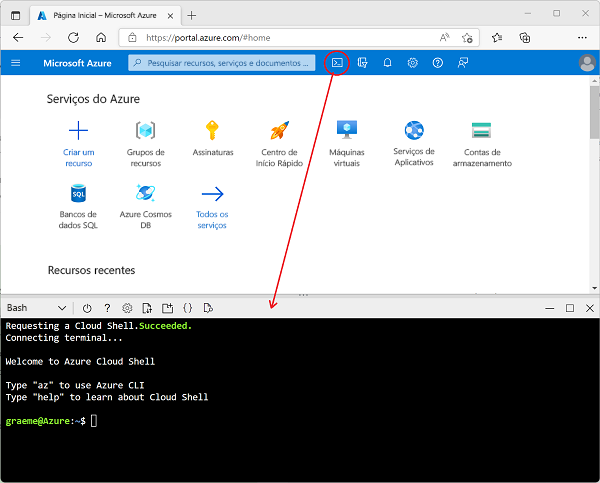 Página Inicial – Microsoft Azure
https://portal.azure.com/#home
Microsoft Azure
Pesquisar recursos, serviços e documentos ...
Serviços do Azure
Criar um
recurso
Grupos de
recursos
Assinaturas
Centro de
Início Rápido
Máquinas
virtuais
Serviços de
Aplicativos
Contas de
armazenamento
SQL
Bancos de
dados SQL
Azure Cosmos
DB
Todos os
serviços
Recursos recentes
Bash
Requesting a Cloud Shell.Succeeded.
Connecting terminal...
Welcome to Azure Cloud Shell
Type "az" to use Azure CLI
Type "help" to learn about Cloud Shell
graeme@Azure:~$